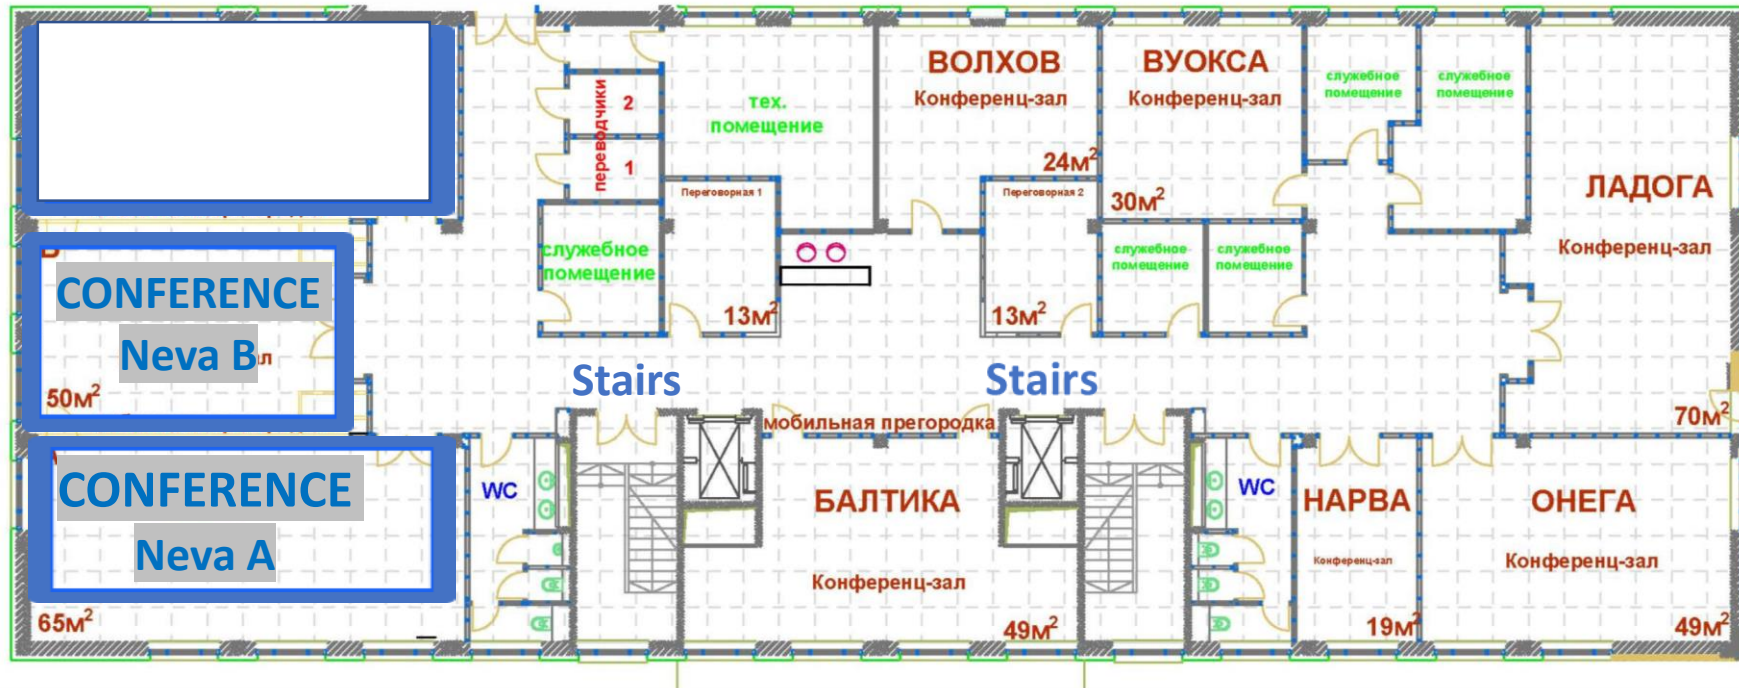 ВОЛХОВ
Конференц-зал
24м²
ВУОКСА
Конференц-зал
30м²
служебное
помещение
служебное
помещение
ЛАДОГА
Конференц-зал
70м²
переводчики
2
1
тех.
помещение
Переговорная 1
13м²
Переговорная 2
13м²
служебное
помещение
служебное
помещение
служебное
помещение
CONFERENCE
Neva B
л
50м²
Stairs
Stairs
мобильная прегородка
CONFERENCE
Neva A
65м²
WC
БАЛТИКА
Конференц-зал
49м²
WC
НАРВА
Конференц-зал
19м²
ОНЕГА
Конференц-зал
49м²